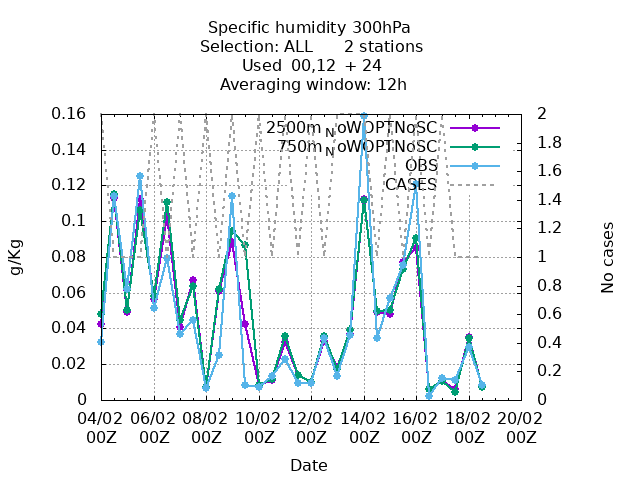 Specific humidity 300hPa
Selection: ALL 2 stations
Used 00,12 + 24
Averaging window: 12h
g/Kg
0.16
0.14
0.12
0.1
0.08
0.06
0.04
0.02
0
2500m NoWOPTNoSC
750m NoWOPTNoSC
OBS
CASES
2
1.8
1.6
1.4
1.2
1
0.8
0.6
0.4
0.2
0
No cases
04/02 06/02 08/02 10/02 12/02 14/02 16/02 18/02 20/02
00Z 00Z 00Z 00Z 00Z 00Z 00Z 00Z 00Z
Date